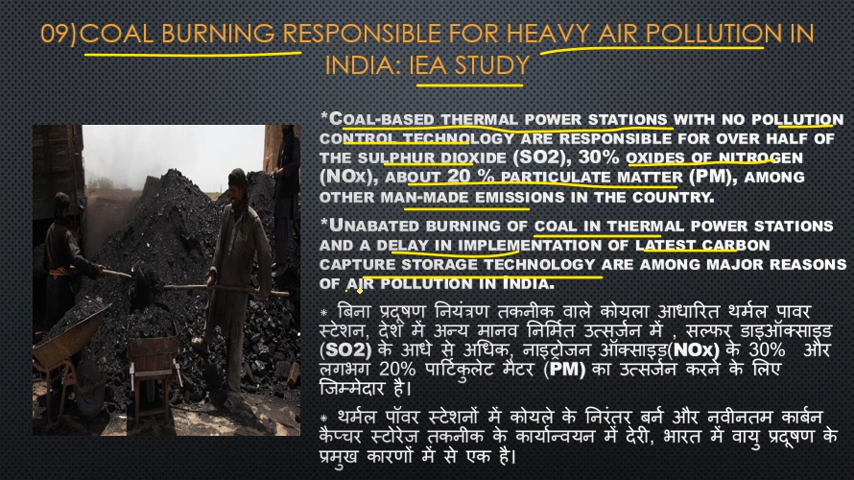 09)COAL BURNING RESPONSIBLE FOR HEAVY AIR POLLUTION IN
INDIA: IEA STUDY
*COAL-BASED THERMAL POWER STATIONS WITH NO POLLUTION
CONTROL TECHNOLOGY ARE RESPONSIBLE FOR OVER HALF OF
THE SULPHUR DIOXIDE (SO2), 30% OXIDES OF NITROGEN
(NOX), ABOUT 20 % PARTICULATE MATTER (PM), AMONG
OTHER MAN-MADE EMISSIONS IN THE COUNTRY.
*UNABATED BURNING OF COAL IN THERMAL POWER STATIONS
AND A DELAY IN IMPLEMENTATION OF LATEST CARBON
CAPTURE STORAGE TECHNOLOGY ARE AMONG MAJOR REASONS
OF AIR POLLUTION IN INDIA.
* बिना प्रदूषण नियंत्रण तकनीक वाले कोयला आधारित थर्मल पावर
स्टेशन, देश में अन्य मानव निर्मित उत्सर्जन में , सल्फर डाइऑक्साइड
(SO2) के आधे से अधिक, नाइट्रोजन ऑक्साइड(NOx) के 30% और
लगभग 20% पार्टिकुलेट मैटर (PM) का उत्सर्जन करने के लिए
जिम्मेदार है।
* थर्मल पॉवर स्टेशनों में कोयले के निरंतर बर्न और नवीनतम कार्बन
कैप्चर स्टोरेज तकनीक के कार्यान्वयन में देरी, भारत में वायु प्रदूषण के
प्रमुख कारणों में से एक है।